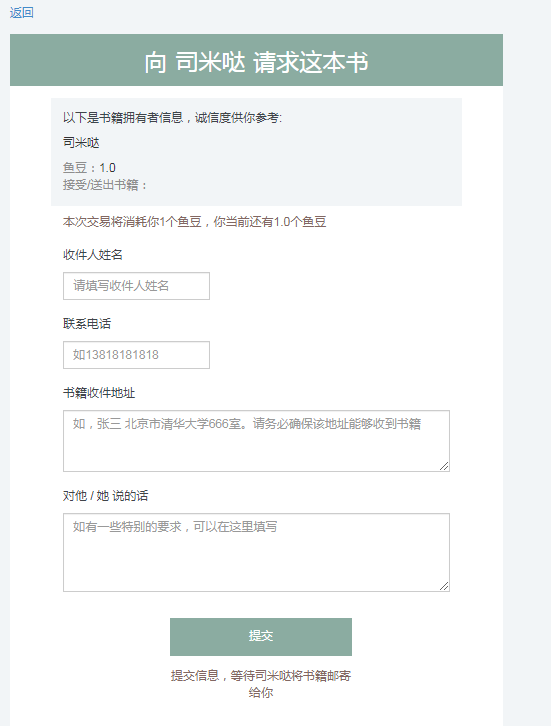 返回
向 司米哒 请求这本书
以下是书籍拥有者信息，诚信度供你参考:
司米哒
鱼豆：1.0
接受/送出书籍：
本次交易将消耗你1个鱼豆，你当前还有1.0个鱼豆
收件人姓名
请填写收件人姓名
联系电话
如13818181818
书籍收件地址
如，张三 北京市清华大学666室。请务必确保该地址能够收到书籍
对他 / 她 说的话
如有一些特别的要求，可以在这里填写
提交
提交信息，等待司米哒将书籍邮寄
给你